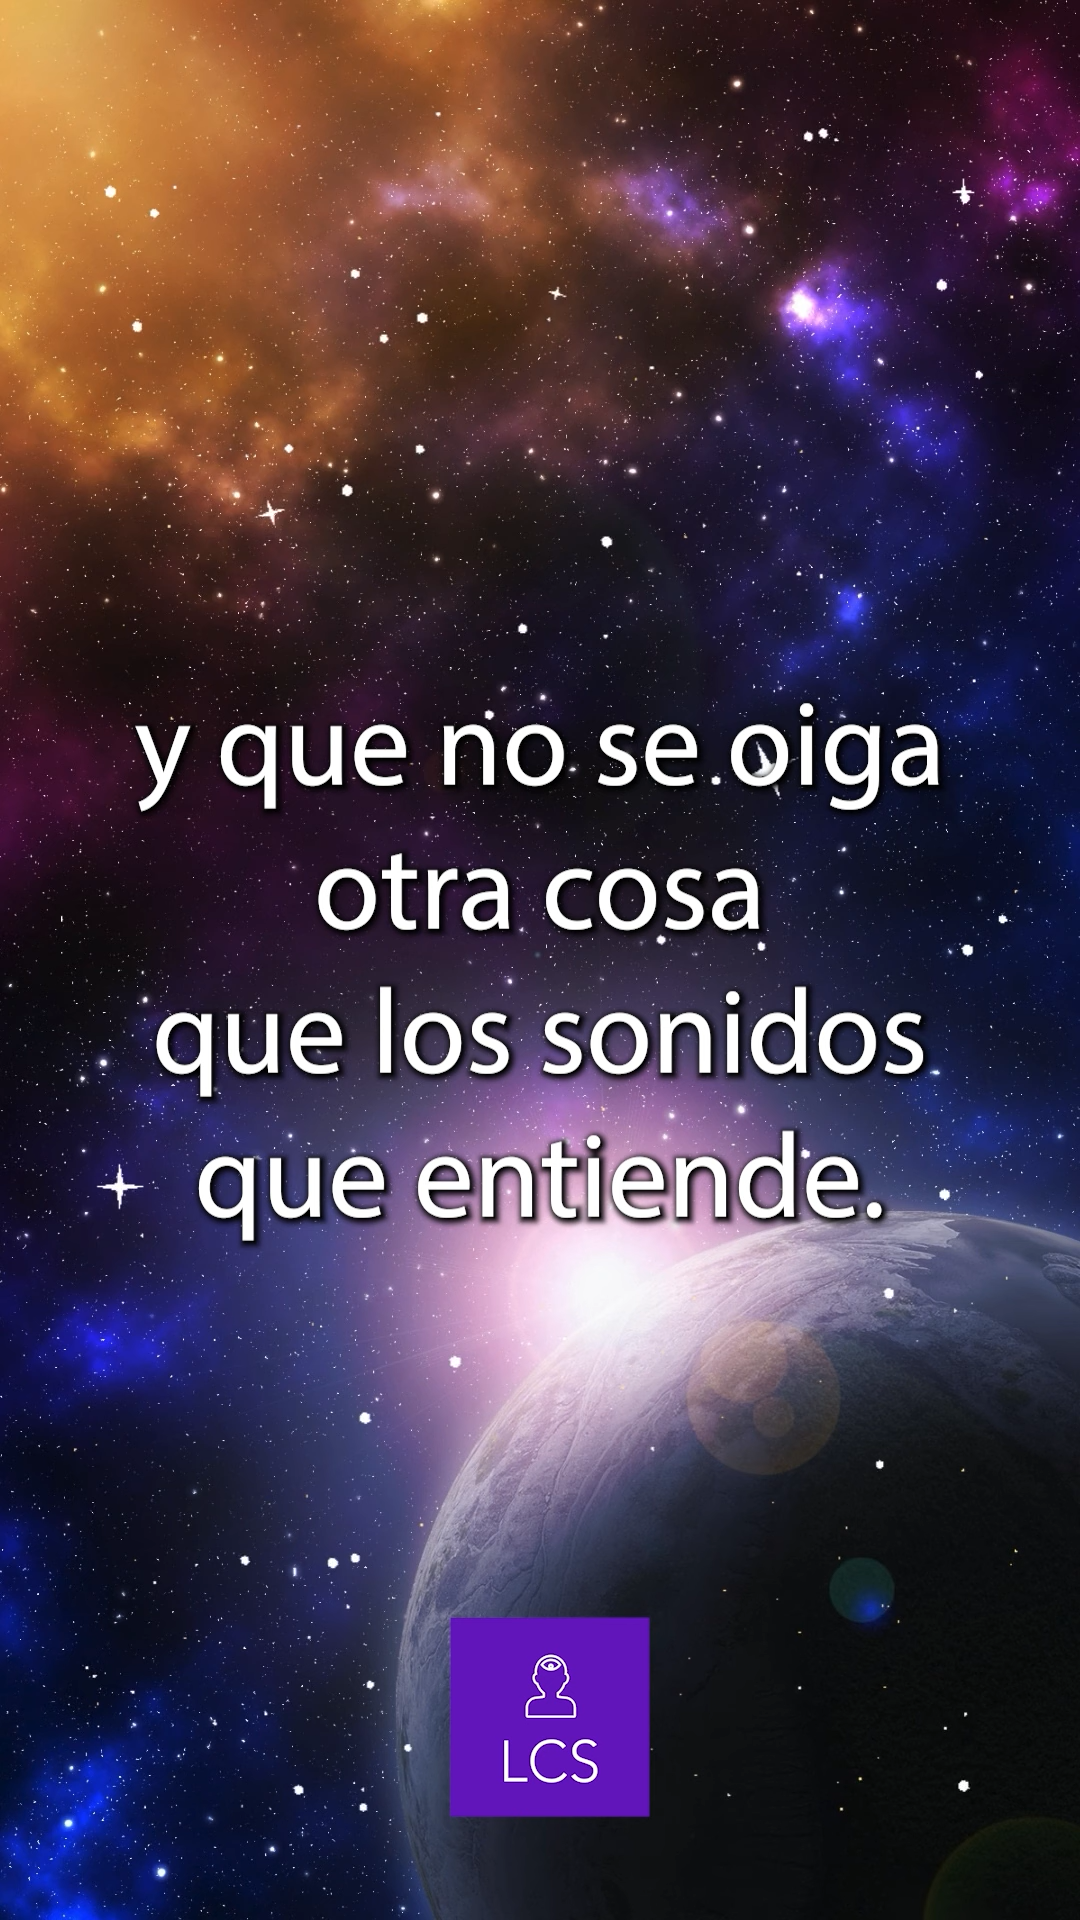 y que no se oiga
otra cosa
que los sonidos
que entiende.
LCS